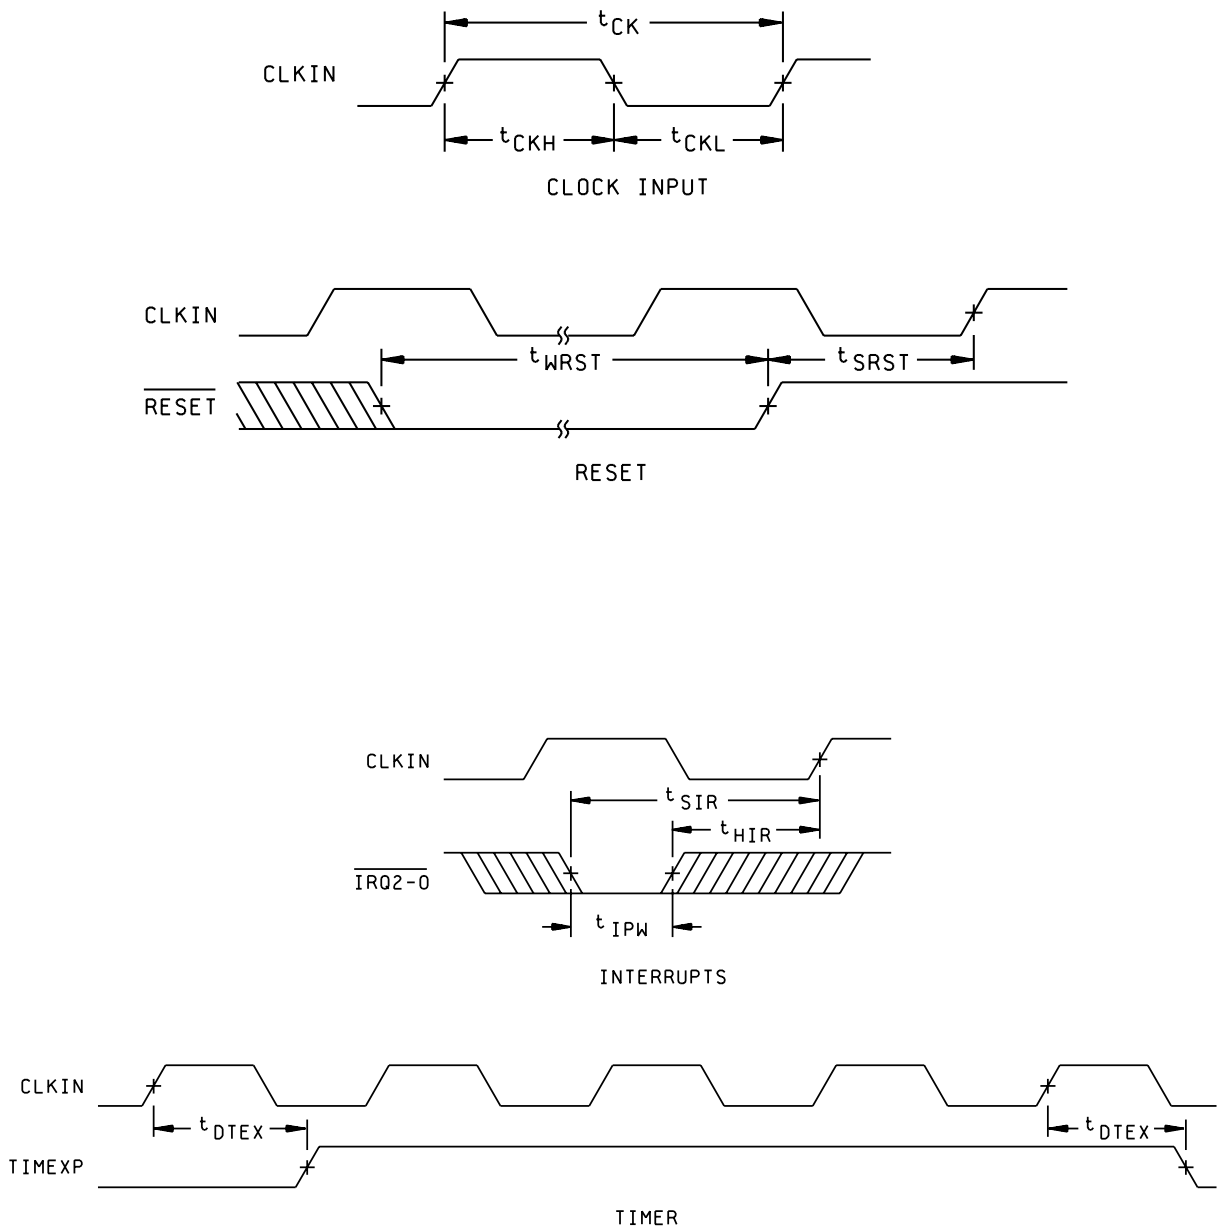 tCK
CLKIN
tCKH tCKL
CLOCK INPUT
CLKIN
tWRST tSRST
RESET
RESET
CLKIN
tSIR
tHIR
IRQ2-0
tIPW
INTERRUPTS
CLKIN
tDTEX tDTEX
TIMEXP
TIMER